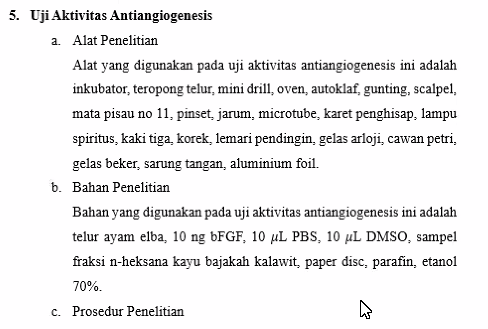 5. Uji Aktivitas Antiangiogenesis
a. Alat Penelitian
Alat yang digunakan pada uji aktivitas antiangiogenesis ini adalah
inkubator, teropong telur, mini drill, oven, autoklaf, gunting, scalpel,
mata pisau no 11, pinset, jarum, microtube, karet penghisap, lampu
spiritus, kaki tiga, korek, lemari pendingin, gelas arloji, cawan petri,
gelas beker, sarung tangan, aluminium foil.
b. Bahan Penelitian
Bahan yang digunakan pada uji aktivitas antiangiogenesis ini adalah
telur ayam elba, 10 ng bFGF, 10 μL PBS, 10 μL DMSO, sampel
fraksi n-heksana kayu bajakah kalawit, paper disc, parafin, etanol
70%.
c. Prosedur Penelitian